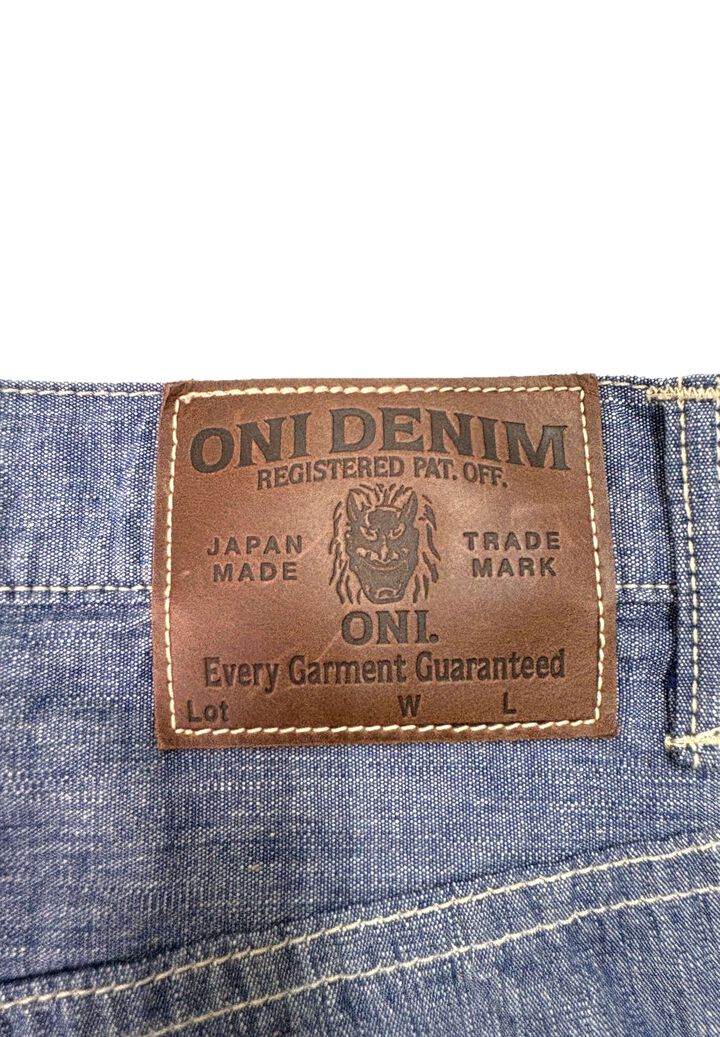 ONI DENIM
REGISTERED PAT. OFF.
JAPAN MADE
TRADE MARK
ONI.
Every Garment Guaranteed
Lot W L